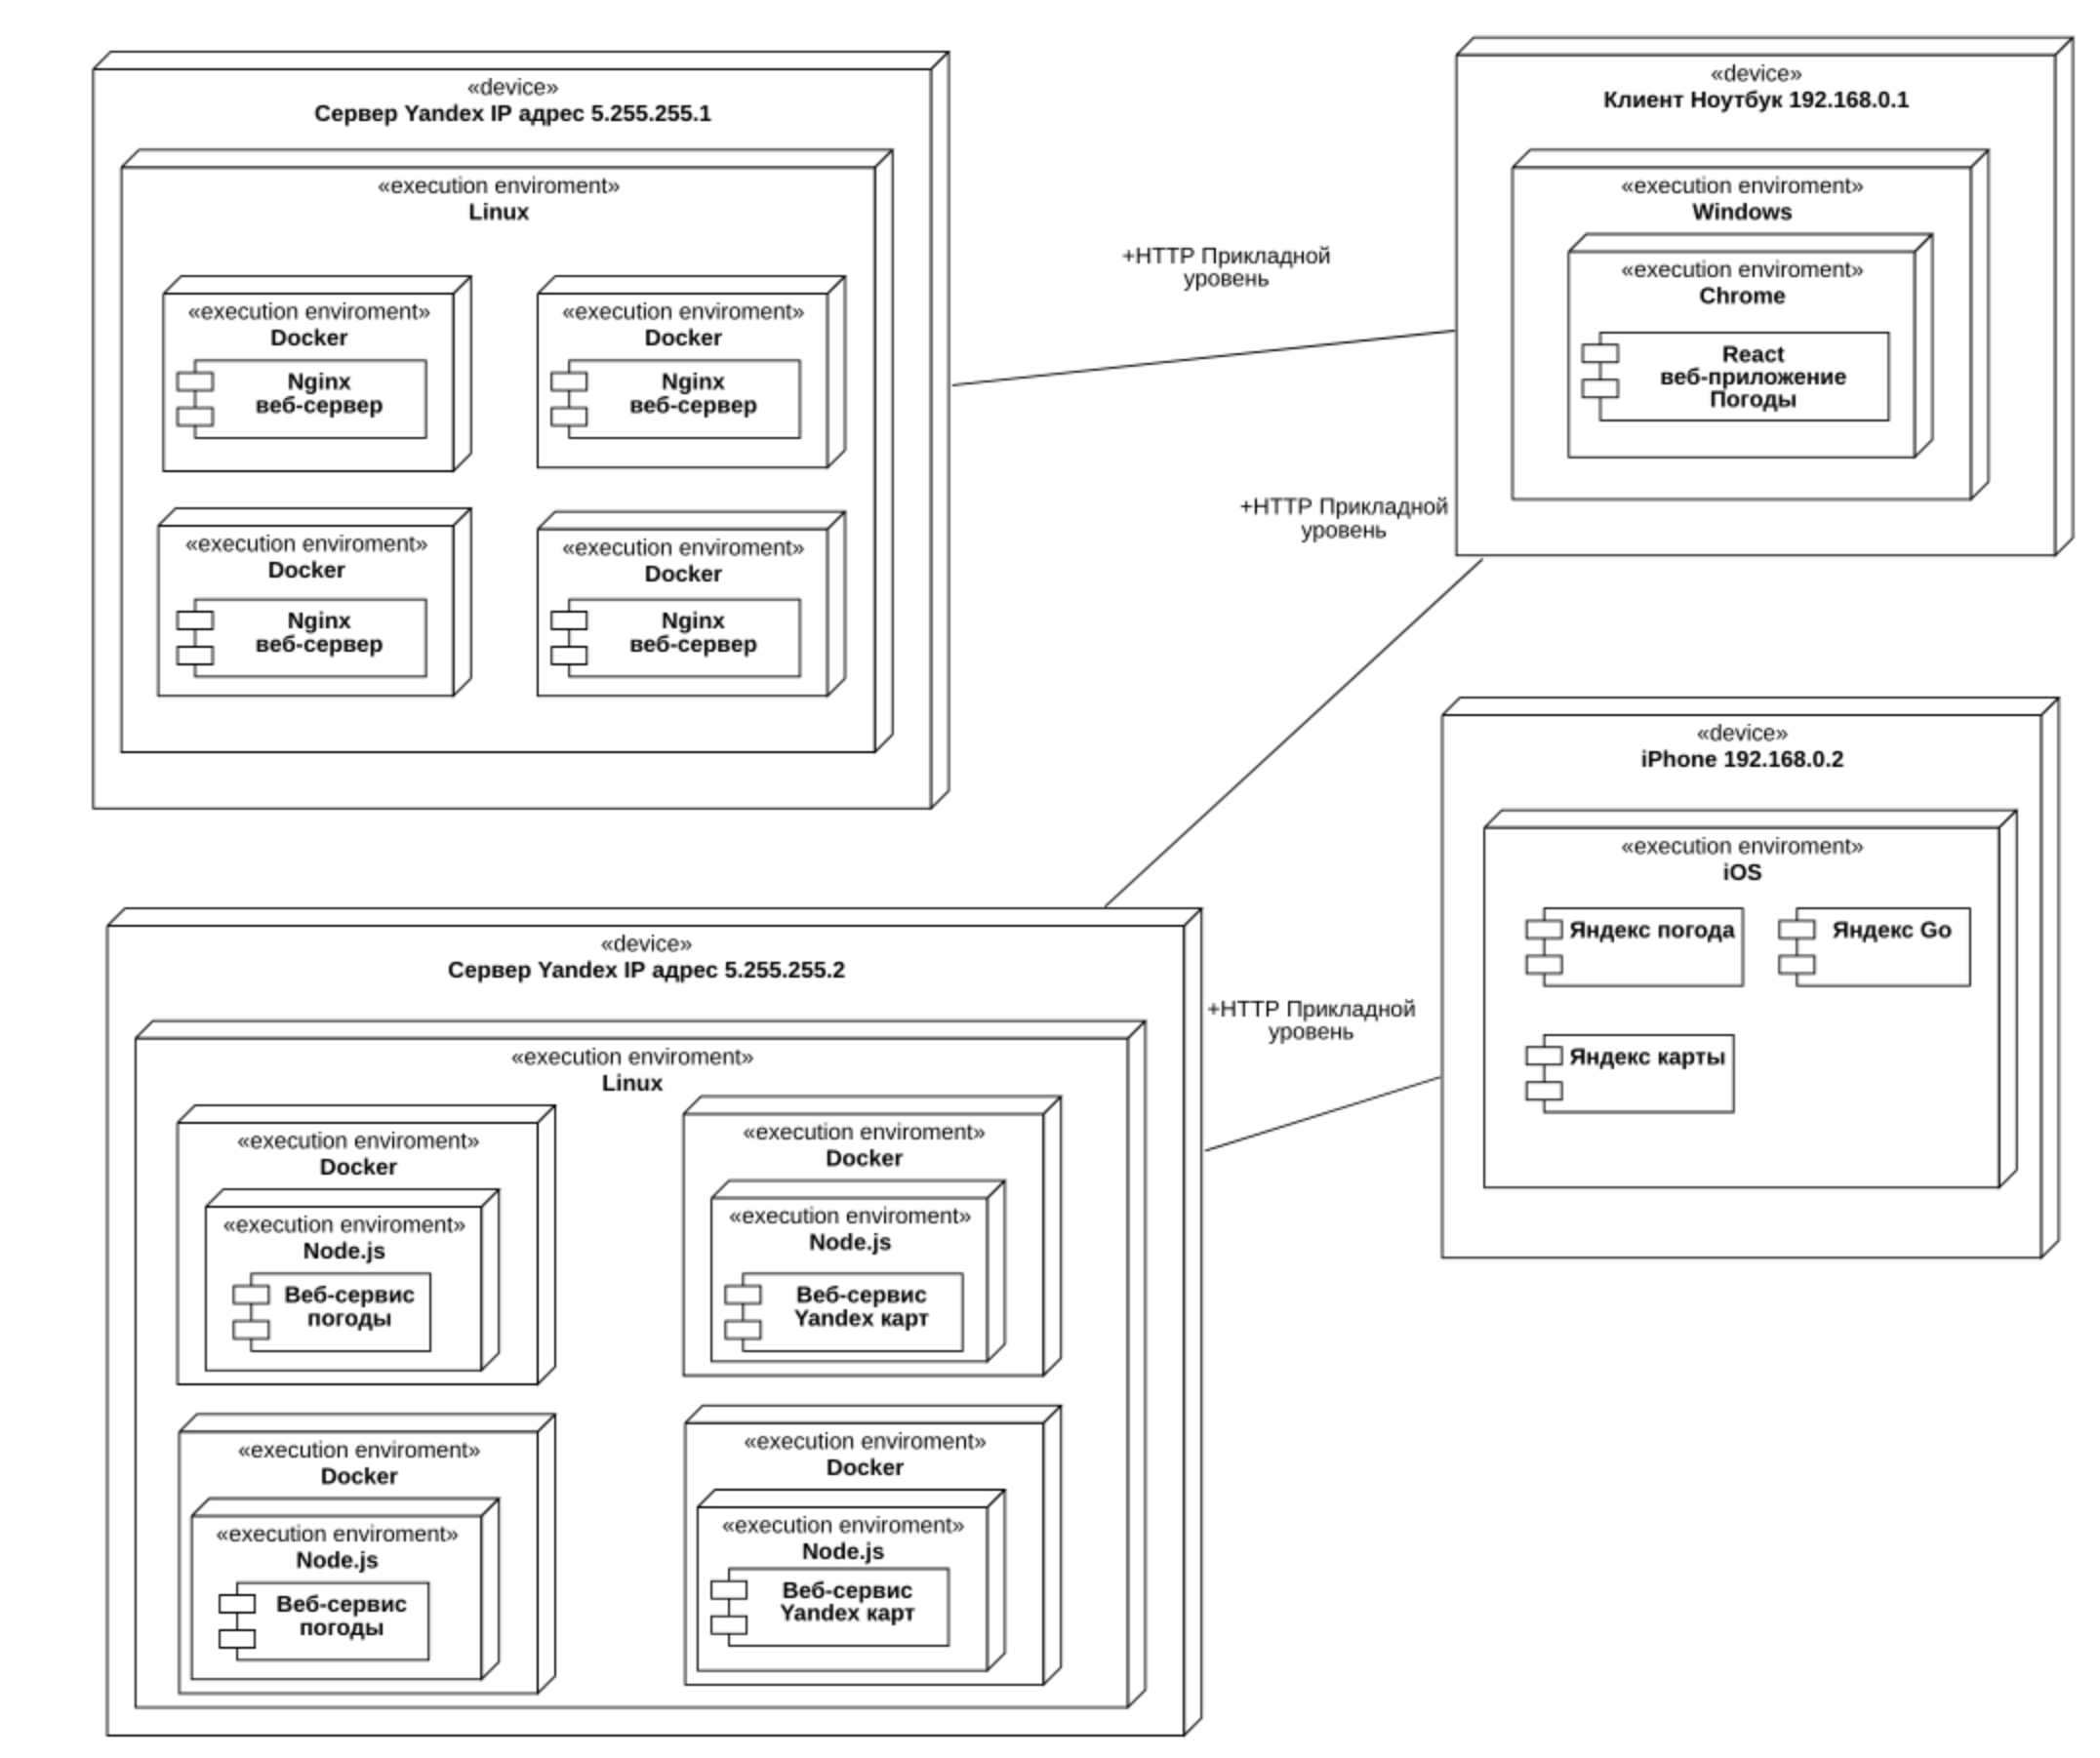 «device»
Сервер Yandex IP адрес 5.255.255.1
«execution enviroment»
Linux
«execution enviroment»
Docker
Nginx
веб-сервер
«execution enviroment»
Docker
Nginx
веб-сервер
«execution enviroment»
Docker
Nginx
веб-сервер
«execution enviroment»
Docker
Nginx
веб-сервер
+HTTP Прикладной
уровень
«device»
Клиент Ноутбук 192.168.0.1
«execution enviroment»
Windows
«execution enviroment»
Chrome
React
веб-приложение
Погоды
+HTTP Прикладной
уровень
«device»
iPhone 192.168.0.2
«execution enviroment»
iOS
Яндекс погода
Яндекс Go
Яндекс карты
+HTTP Прикладной
уровень
«device»
Сервер Yandex IP адрес 5.255.255.2
«execution enviroment»
Linux
«execution enviroment»
Docker
«execution enviroment»
Node.js
Веб-сервис
погоды
«execution enviroment»
Docker
«execution enviroment»
Node.js
Веб-сервис
Yandex карт
«execution enviroment»
Docker
«execution enviroment»
Node.js
Веб-сервис
погоды
«execution enviroment»
Docker
«execution enviroment»
Node.js
Веб-сервис
Yandex карт